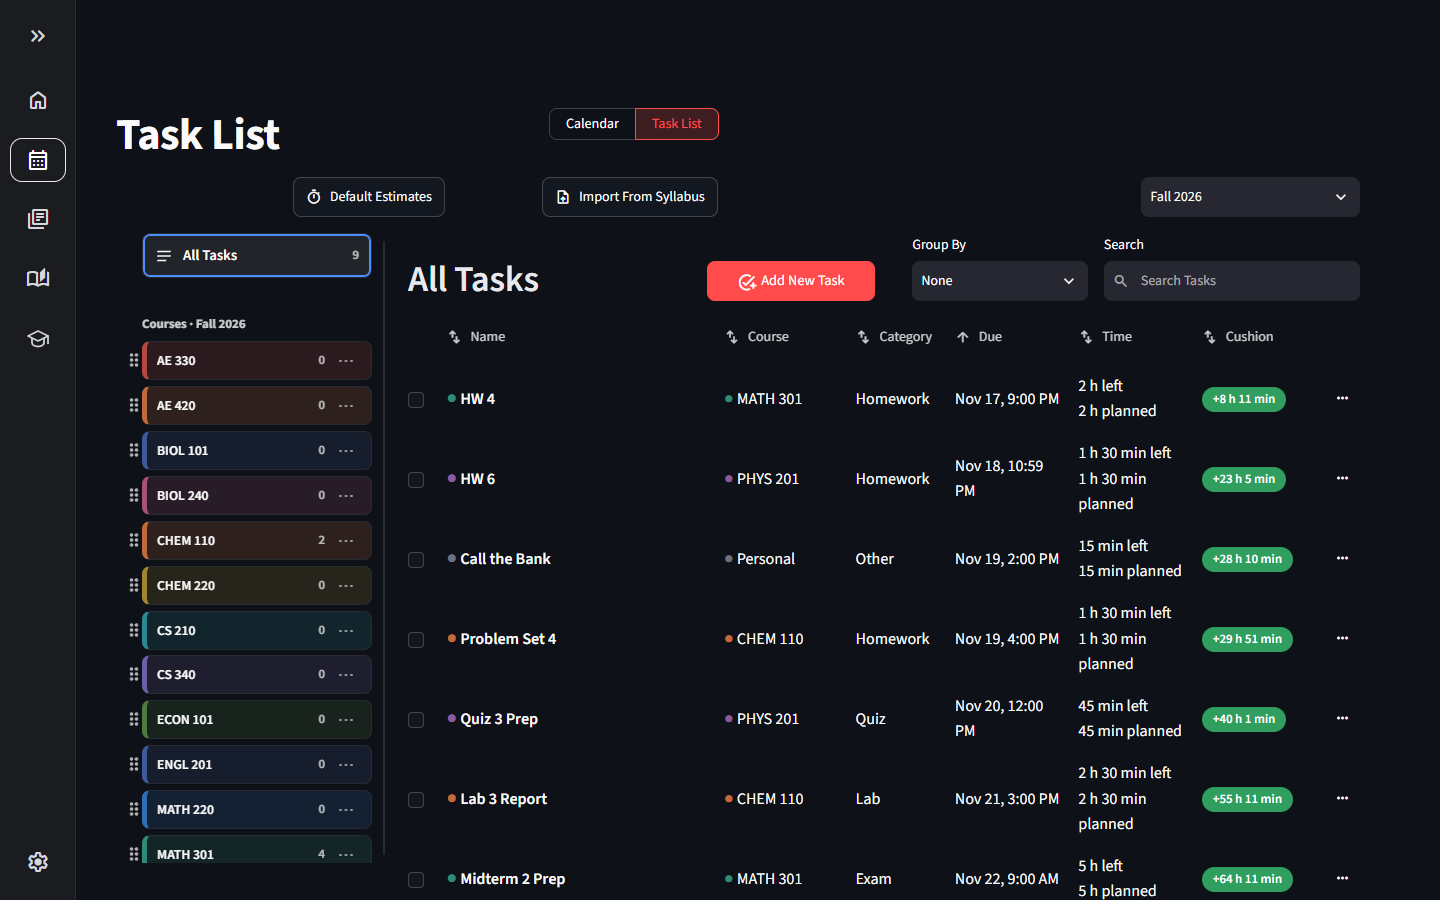 Task List
Calendar
Task List
Default Estimates
Import From Syllabus
Fall 2026
All Tasks
9
Courses · Fall 2026
AE 330
0
AE 420
0
BIOL 101
0
BIOL 240
0
CHEM 110
2
CHEM 220
0
CS 210
0
CS 340
0
ECON 101
0
ENGL 201
0
MATH 220
0
MATH 301
4
All Tasks
Add New Task
Group By
None
Search
Search Tasks
Name
Course
Category
Due
Time
Cushion
HW 4
MATH 301
Homework
Nov 17, 9:00 PM
2 h left
2 h planned
+8 h 11 min
HW 6
PHYS 201
Homework
Nov 18, 10:59
PM
1 h 30 min left
1 h 30 min
planned
+23 h 5 min
Call the Bank
Personal
Other
Nov 19, 2:00 PM
15 min left
15 min planned
+28 h 10 min
Problem Set 4
CHEM 110
Homework
Nov 19, 4:00 PM
1 h 30 min left
1 h 30 min
planned
+29 h 51 min
Quiz 3 Prep
PHYS 201
Quiz
Nov 20, 12:00
PM
45 min left
45 min planned
+40 h 1 min
Lab 3 Report
CHEM 110
Lab
Nov 21, 3:00 PM
2 h 30 min left
2 h 30 min
planned
+55 h 11 min
Midterm 2 Prep
MATH 301
Exam
Nov 22, 9:00 AM
5 h left
5 h planned
+64 h 11 min